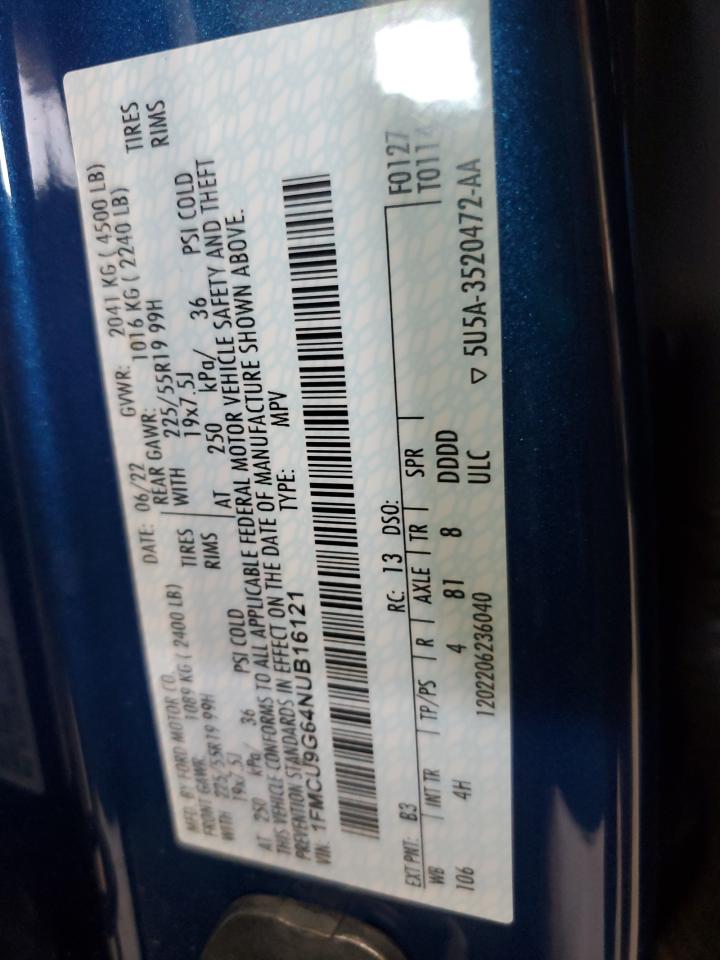 MFD. BY FORD MOTOR CO. DATE: 06/22 GVWR: 2041 KG ( 4500 LB)
FRONT GAWR: 1089 KG ( 2400 LB) REAR GAWR: 1016 KG ( 2240 LB)
WITH 225/55R19 99H TIRES WITH 225/55R19 99H TIRES
19x7.5J RIMS 19x7.5J RIMS
AT 250 kPa/ 36 PSI COLD AT 250 kPa/ 36 PSI COLD
THIS VEHICLE CONFORMS TO ALL APPLICABLE FEDERAL MOTOR VEHICLE SAFETY AND THEFT
PREVENTION STANDARDS IN EFFECT ON THE DATE OF MANUFACTURE SHOWN ABOVE.
VIN: 1FMCU9G64NUB16121 TYPE: MPV
F0127
EXT PNT: B3 RC: 13 DSO: T0114
WB INT TR TP/PS R AXLE TR SPR
106 4H 4 81 8 DDDD
ULC ▽ 5U5A-3520472-AA
1202206236040